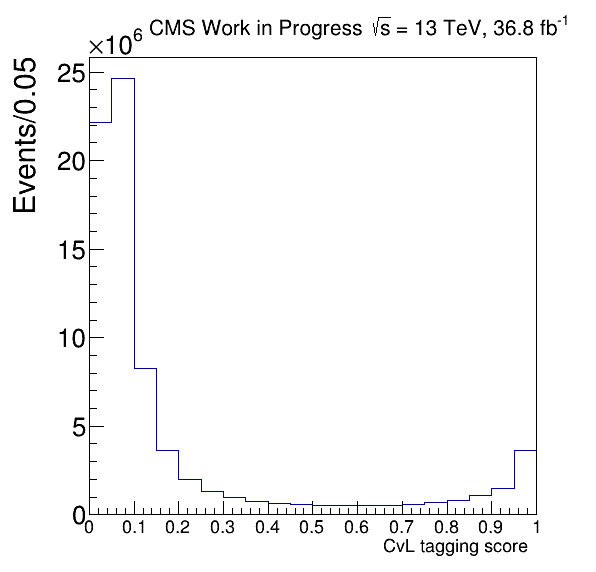 ×10⁶ CMS Work in Progress √s = 13 TeV, 36.8 fb⁻¹
Events/0.05
25
20
15
10
5
0
0 0.1 0.2 0.3 0.4 0.5 0.6 0.7 0.8 0.9 1
CvL tagging score